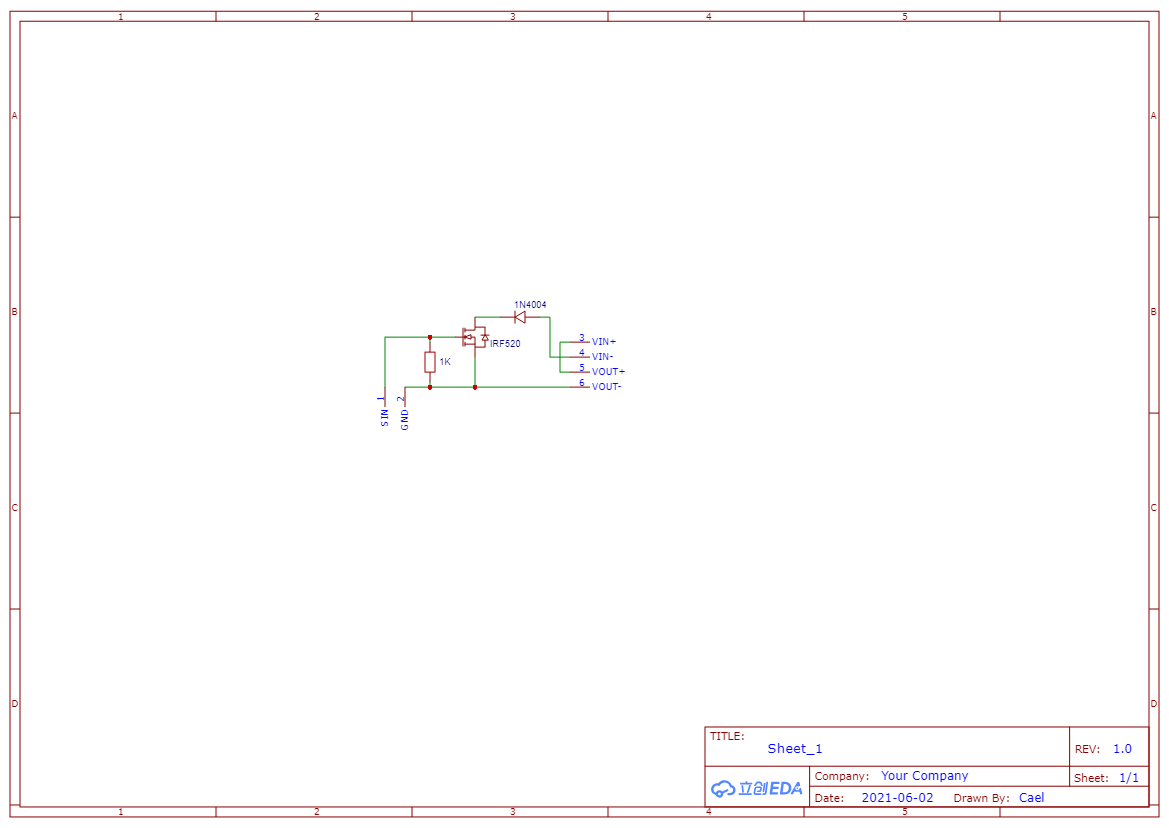 1 2 3 4 5
A A
1N4004
B B
IRF520
3 VIN+
4 VIN-
1K
5 VOUT+
6 VOUT-
1 2
SIN GND
C C
D D
TITLE:
Sheet_1
REV: 1.0
立创EDA
Company: Your Company
Sheet: 1/1
Date: 2021-06-02 Drawn By: Cael
1 2 3 4 5